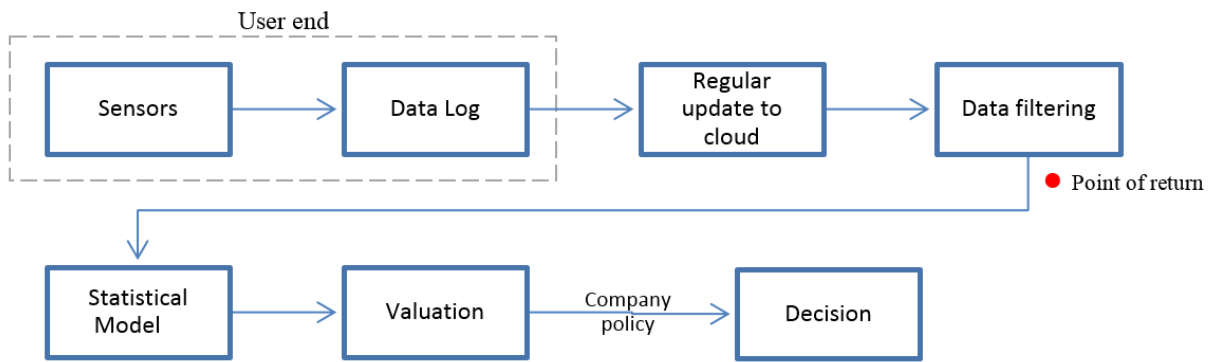 User end
Sensors
Data Log
Regular
update to
cloud
Data filtering
Point of return
Statistical
Model
Valuation
Company
policy
Decision